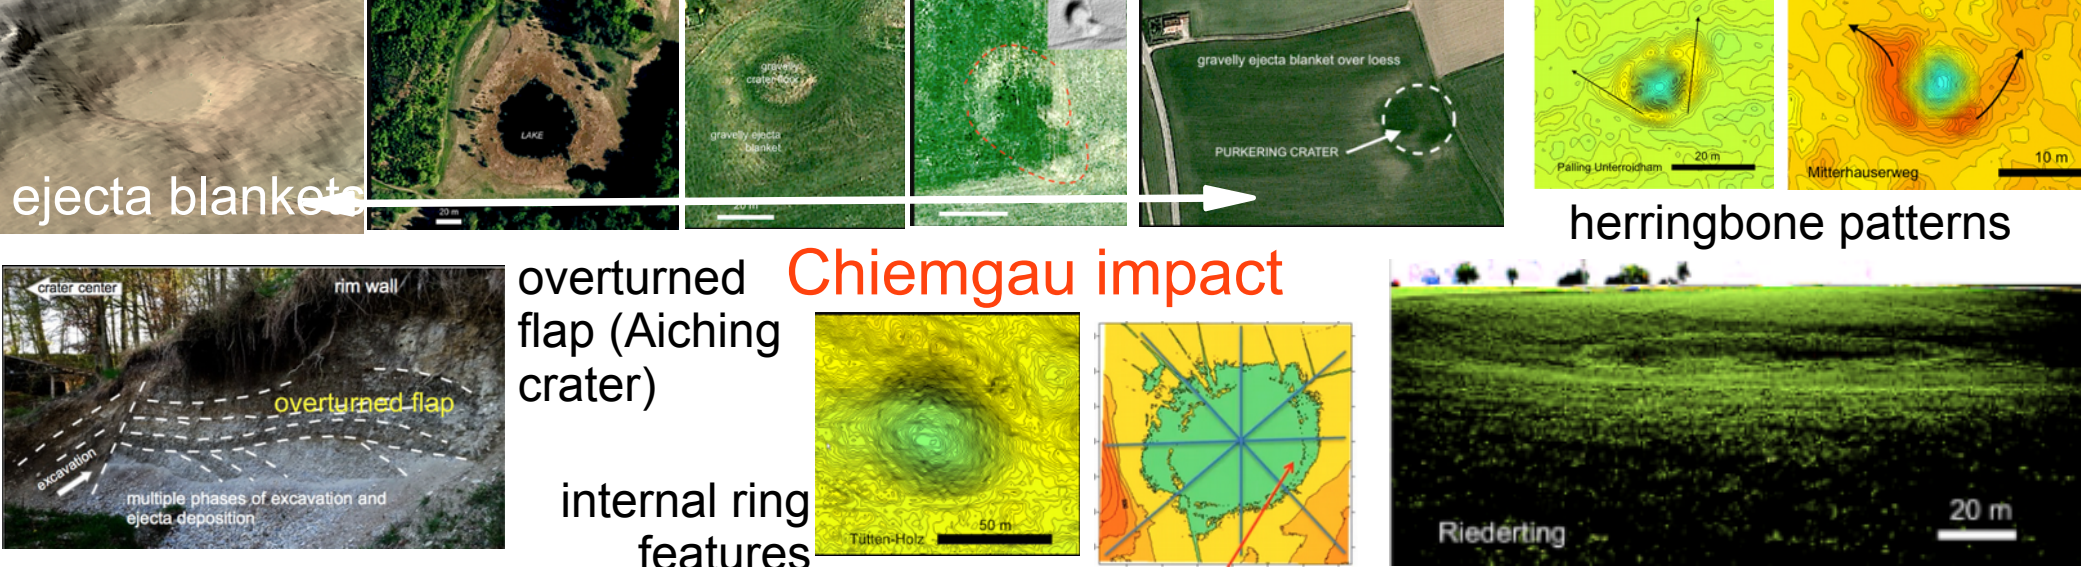 ejecta blankets
LAKE
20 m
gravelly
crater floor
gravelly ejecta
blanket
20 m
gravelly ejecta blanket over loess
PURKERING CRATER
20 m
Palling Unterroidham
10 m
Mitterhauserweg
herringbone patterns
crater center
rim wall
overturned flap
excavation
multiple phases of excavation and
ejecta deposition
overturned
flap (Aiching
crater)
Chiemgau impact
internal ring
features
50 m
Tütten-Holz
Riederting
20 m